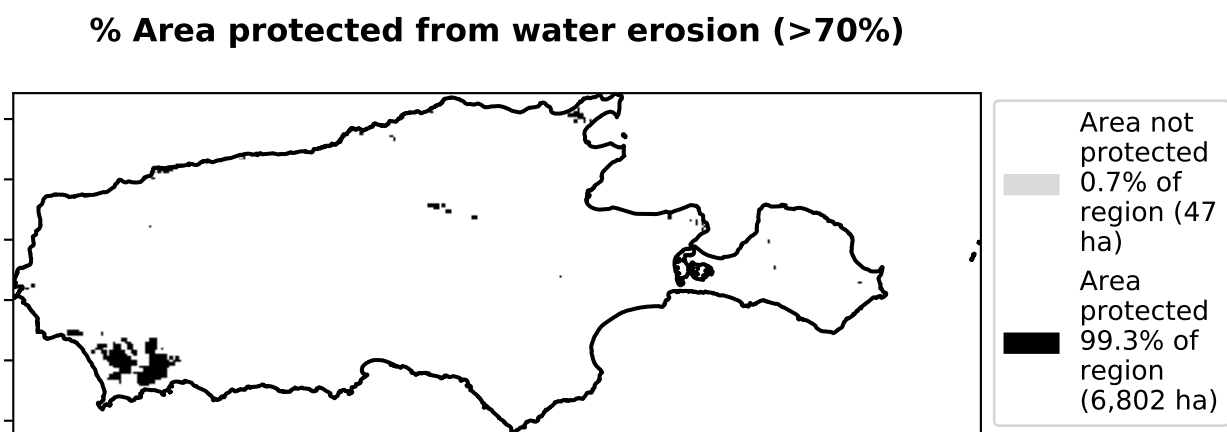 % Area protected from water erosion (>70%)
Area not
protected
0.7% of
region (47
ha)
Area
protected
99.3% of
region
(6,802 ha)